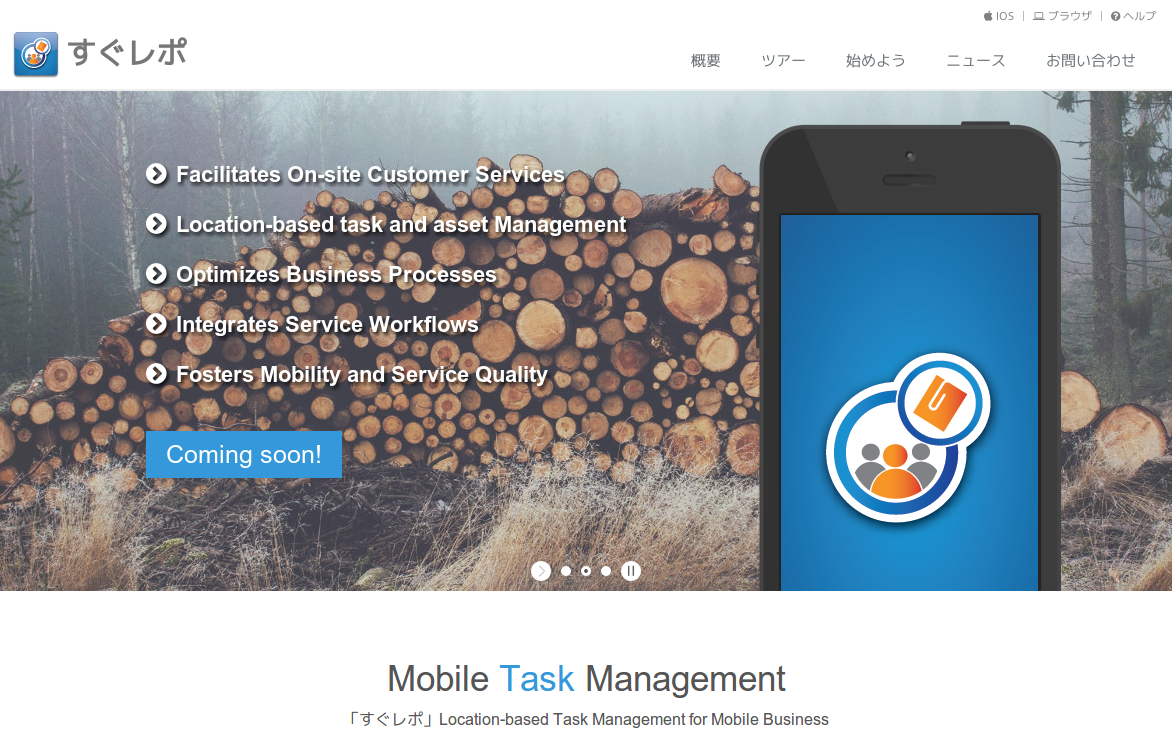 IOS | ブラウザ | ヘルプ
すぐレポ
概要 ツアー 始めよう ニュース お問い合わせ
Facilitates On-site Customer Services
Location-based task and asset Management
Optimizes Business Processes
Integrates Service Workflows
Fosters Mobility and Service Quality
Coming soon!
Mobile Task Management
「すぐレポ」Location-based Task Management for Mobile Business